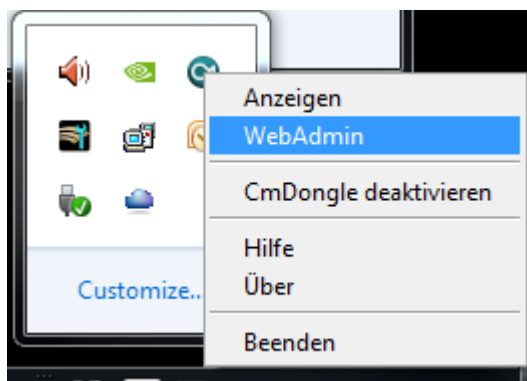 Anzeigen
WebAdmin
CmDongle deaktivieren
Hilfe
Über
Beenden
Customize...